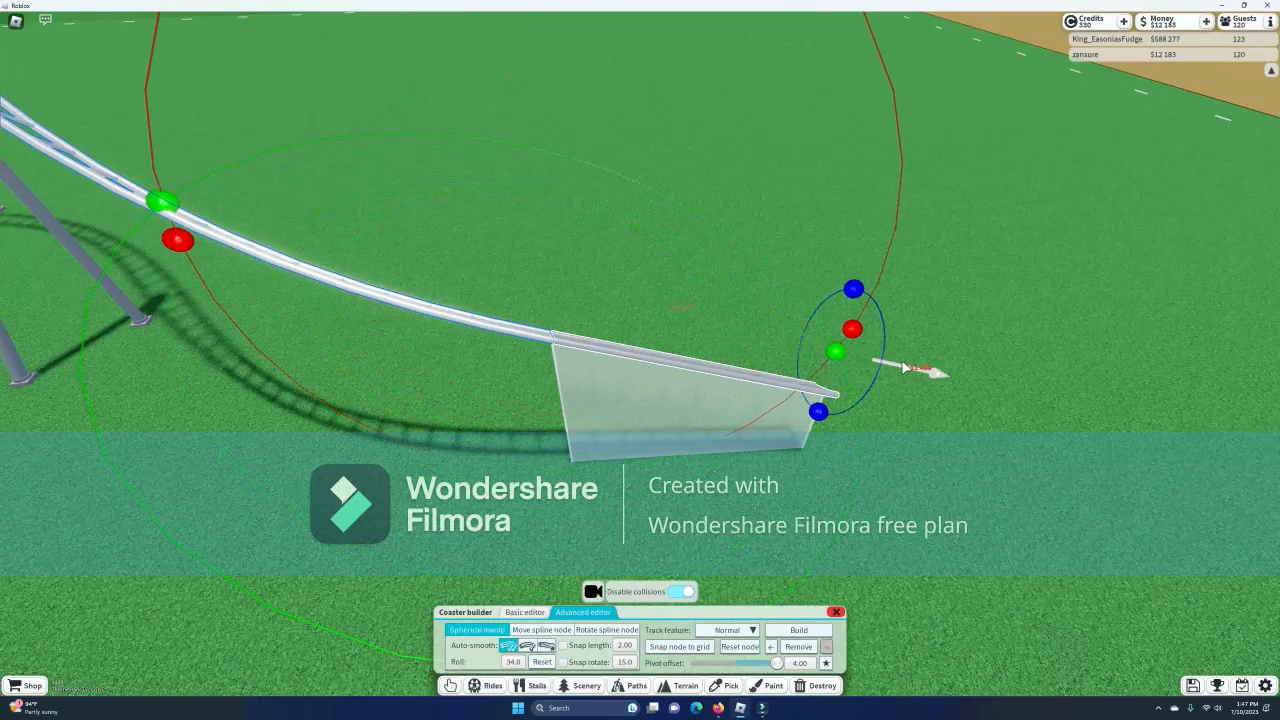 Roblox
Credits
330
Money
$12 183
Guests
120
King_EasoniasFudge $588 277 123
zansure $12 183 120
Wondershare
Filmora
Created with
Wondershare Filmora free plan
Disable collisions
Coaster builder Basic editor Advanced editor
Spherical manip Move spline node Rotate spline node Track feature: Normal Build
Auto-smooth: Snap length: 2.00 Snap node to grid Reset node Remove
Roll: 34.0 Reset Snap rotate: 15.0 Pivot offset: 4.00
Shop
Rides Stalls Scenery Paths Terrain Pick Paint Destroy
94°F
Partly sunny
Search
1:47 PM
7/10/2023